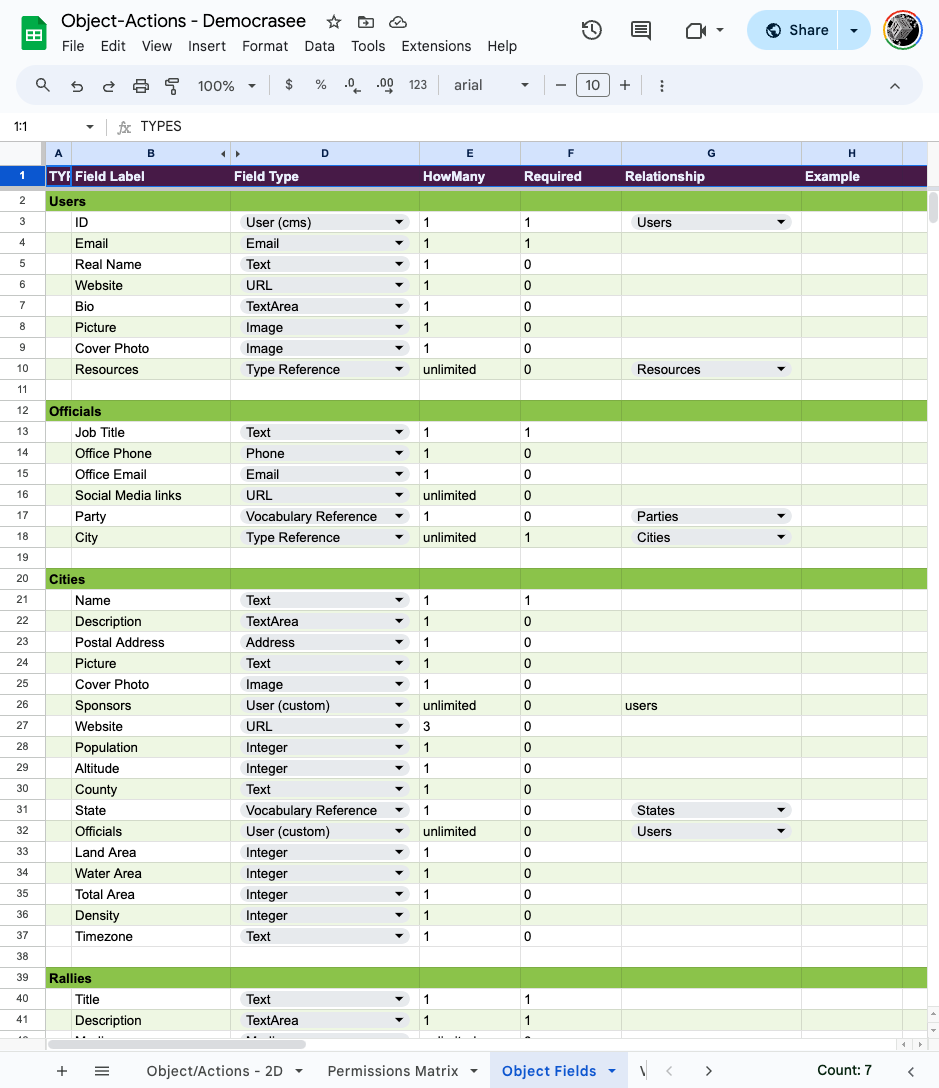 Object-Actions - Democrasee
File Edit View Insert Format Data Tools Extensions Help
Share
100% $ % .0 .00 123 arial 10
1:1 fx TYPES
A B D E F G H
1 Field Label Field Type HowMany Required Relationship Example
2 Users
3 ID User (cms) 1 1 Users
4 Email Email 1 1
5 Real Name Text 1 0
6 Website URL 1 0
7 Bio TextArea 1 0
8 Picture Image 1 0
9 Cover Photo Image 1 0
10 Resources Type Reference unlimited 0 Resources
11
12 Officials
13 Job Title Text 1 1
14 Office Phone Phone 1 0
15 Office Email Email 1 0
16 Social Media links URL unlimited 0
17 Party Vocabulary Reference 1 0 Parties
18 City Type Reference unlimited 1 Cities
19
20 Cities
21 Name Text 1 1
22 Description TextArea 1 0
23 Postal Address Address 1 0
24 Picture Text 1 0
25 Cover Photo Image 1 0
26 Sponsors User (custom) unlimited 0 users
27 Website URL 3 0
28 Population Integer 1 0
29 Altitude Integer 1 0
30 County Text 1 0
31 State Vocabulary Reference 1 0 States
32 Officials User (custom) unlimited 0 Users
33 Land Area Integer 1 0
34 Water Area Integer 1 0
35 Total Area Integer 1 0
36 Density Integer 1 0
37 Timezone Text 1 0
38
39 Rallies
40 Title Text 1 1
41 Description TextArea 1 1
Object/Actions - 2D Permissions Matrix Object Fields Count: 7